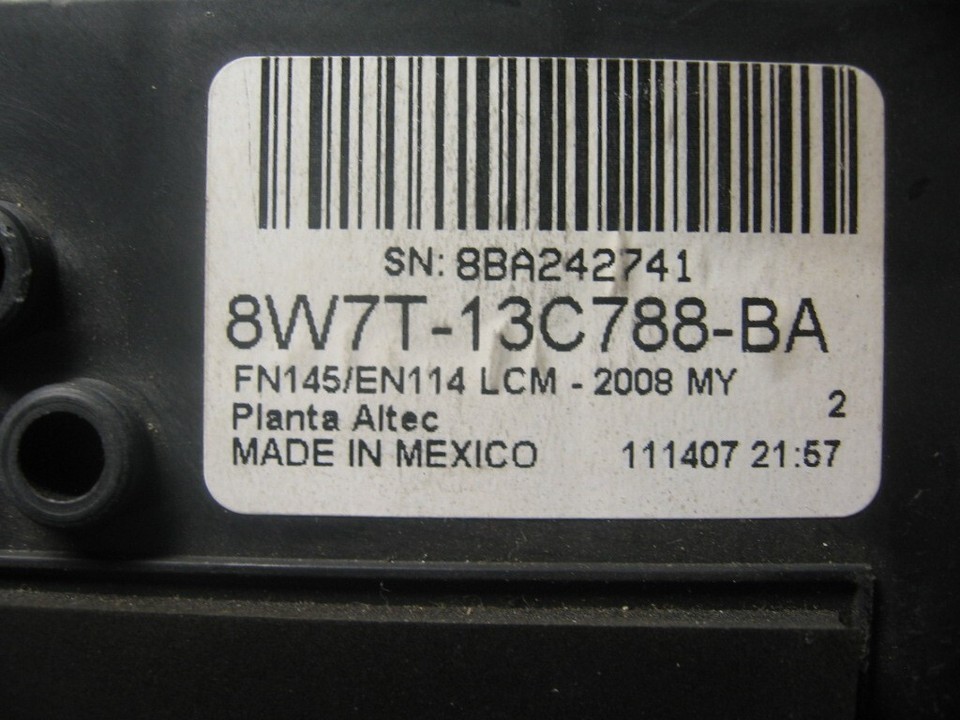 SN: 8BA242741
8W7T-13C788-BA
FN145/EN114 LCM - 2008 MY
2
Planta Altec
MADE IN MEXICO 111407 21:57